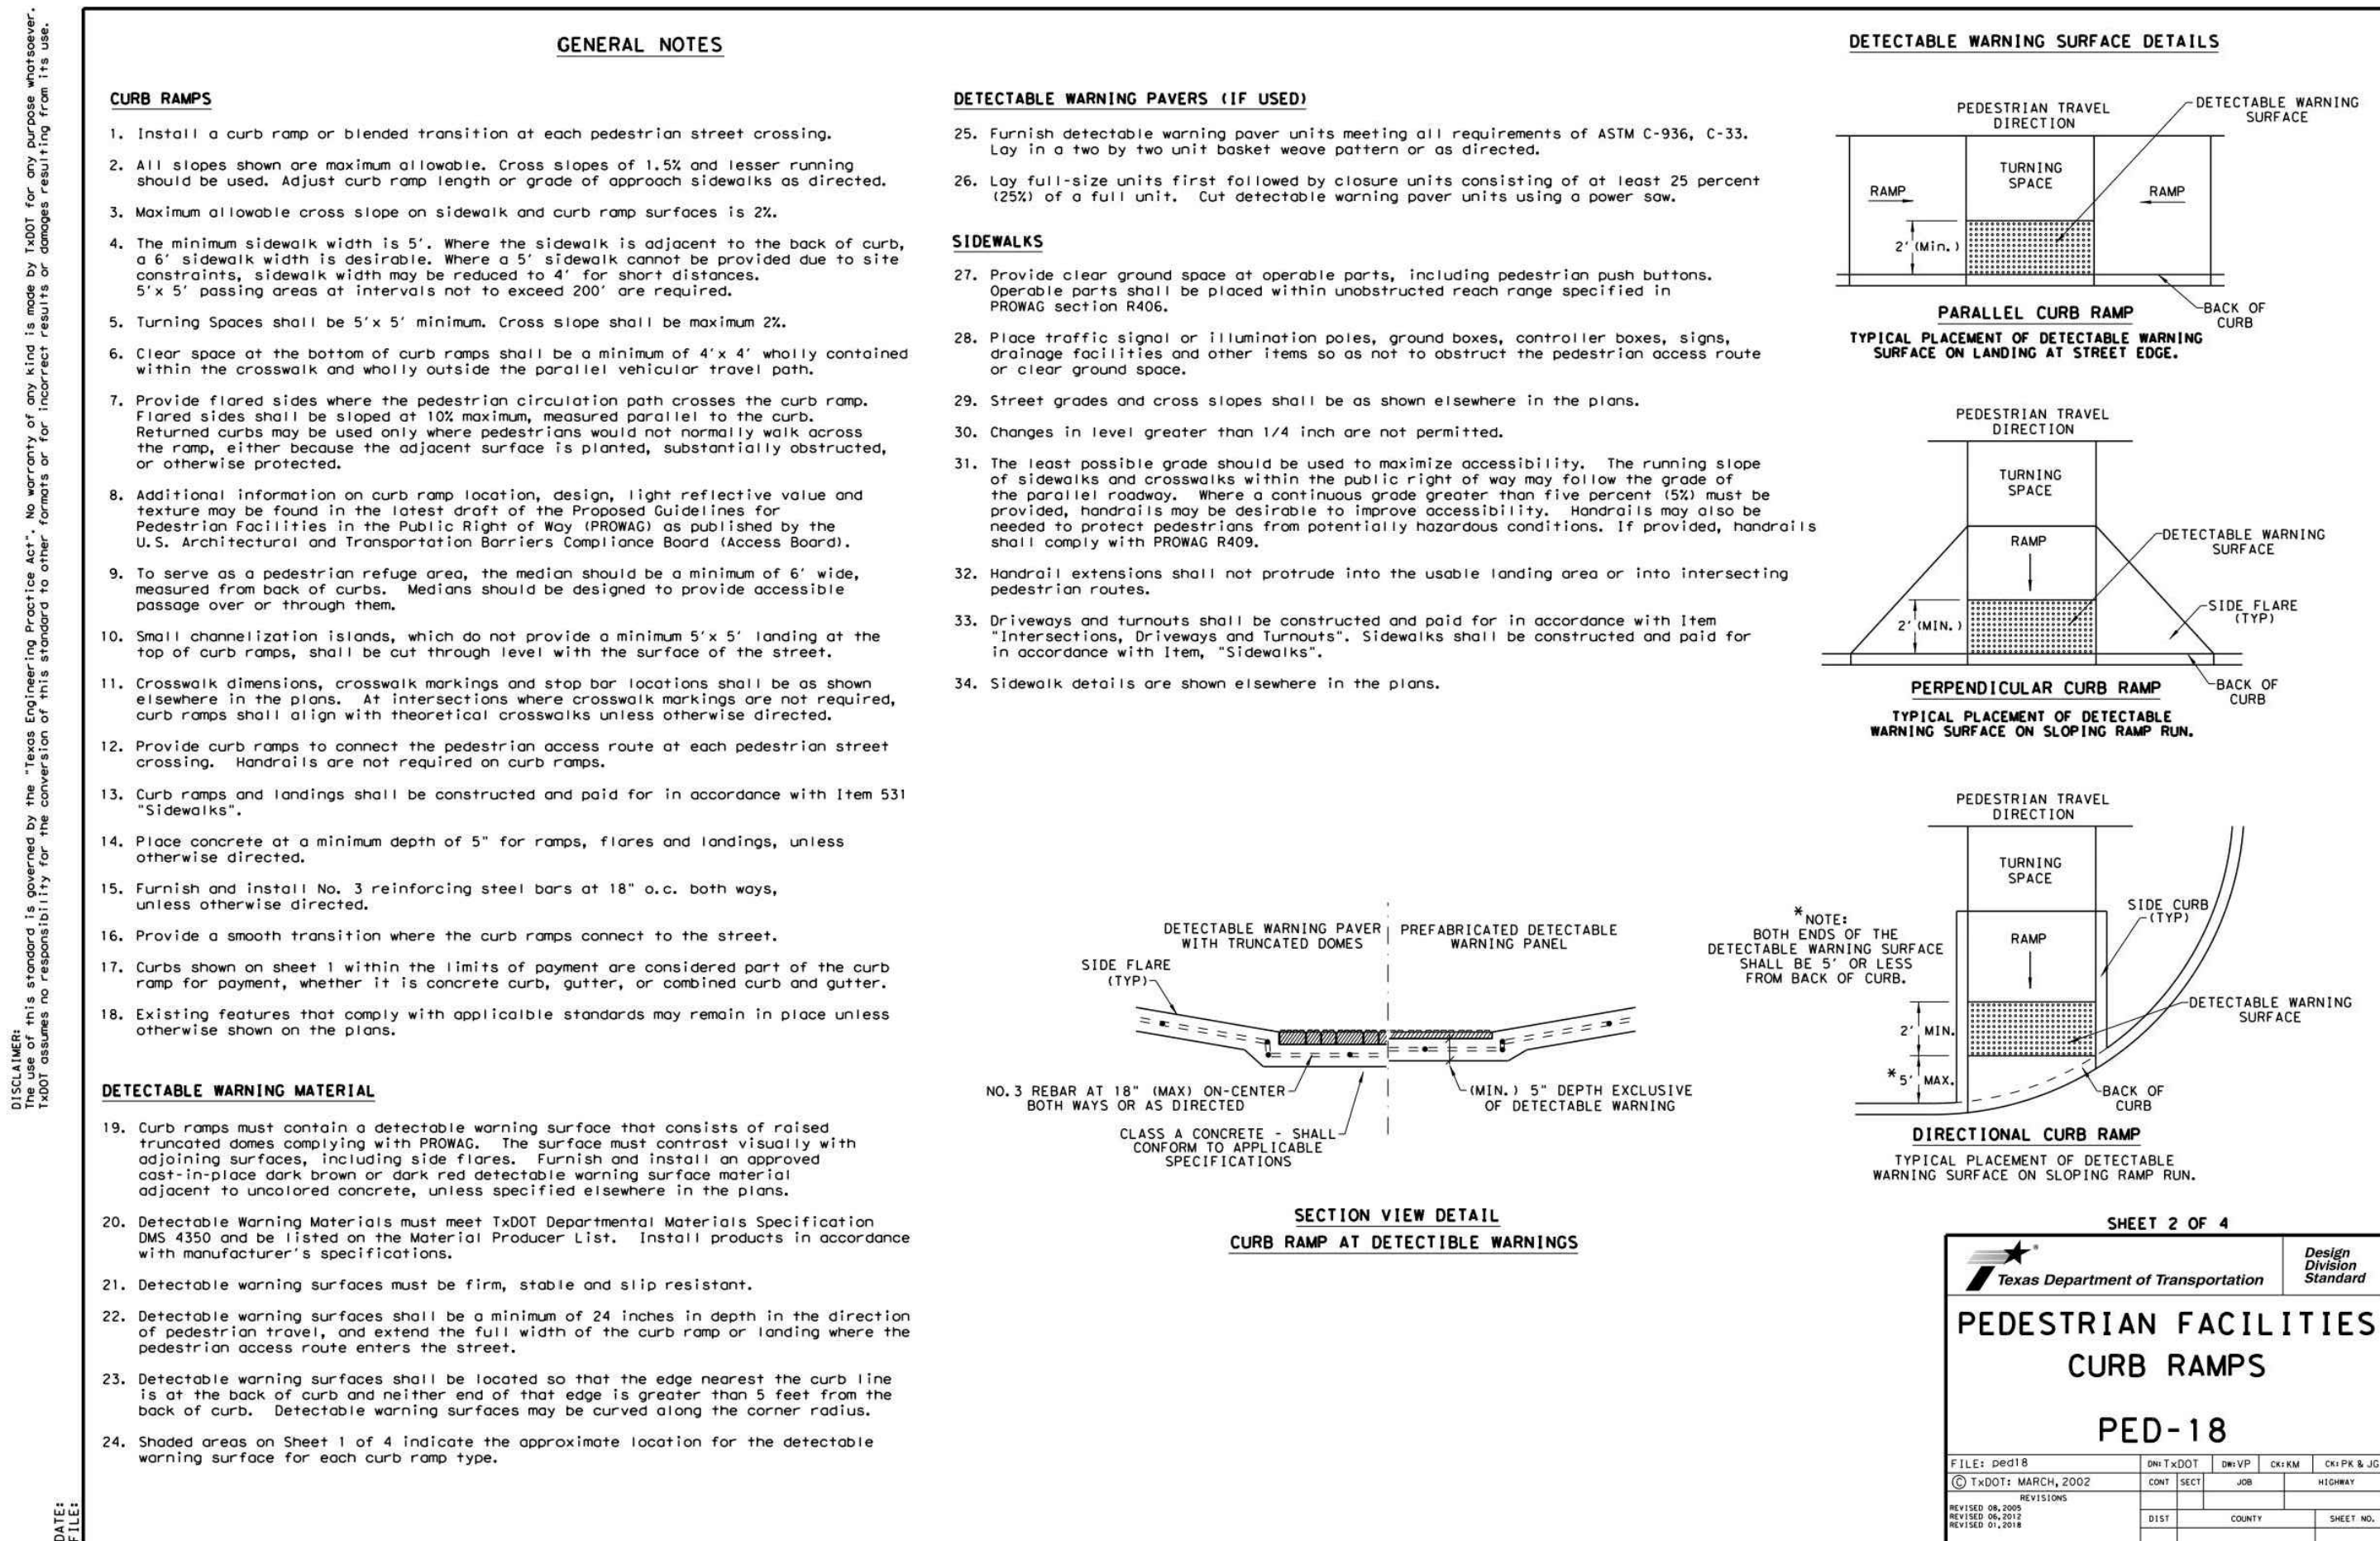 DISCLAIMER:
The use of this standard is governed by the "Texas Engineering Practice Act". No warranty of any kind is made by TxDOT for any purpose whatsoever.
TxDOT assumes no responsibility for the conversion of this standard to other formats or for incorrect results or damages resulting from its use.
DATE:
FILE:
GENERAL NOTES
CURB RAMPS
1. Install a curb ramp or blended transition at each pedestrian street crossing.
2. All slopes shown are maximum allowable. Cross slopes of 1.5% and lesser running
should be used. Adjust curb ramp length or grade of approach sidewalks as directed.
3. Maximum allowable cross slope on sidewalk and curb ramp surfaces is 2%.
4. The minimum sidewalk width is 5'. Where the sidewalk is adjacent to the back of curb,
a 6' sidewalk width is desirable. Where a 5' sidewalk cannot be provided due to site
constraints, sidewalk width may be reduced to 4' for short distances.
5'x 5' passing areas at intervals not to exceed 200' are required.
5. Turning Spaces shall be 5'x 5' minimum. Cross slope shall be maximum 2%.
6. Clear space at the bottom of curb ramps shall be a minimum of 4'x 4' wholly contained
within the crosswalk and wholly outside the parallel vehicular travel path.
7. Provide flared sides where the pedestrian circulation path crosses the curb ramp.
Flared sides shall be sloped at 10% maximum, measured parallel to the curb.
Returned curbs may be used only where pedestrians would not normally walk across
the ramp, either because the adjacent surface is planted, substantially obstructed,
or otherwise protected.
8. Additional information on curb ramp location, design, light reflective value and
texture may be found in the latest draft of the Proposed Guidelines for
Pedestrian Facilities in the Public Right of Way (PROWAG) as published by the
U.S. Architectural and Transportation Barriers Compliance Board (Access Board).
9. To serve as a pedestrian refuge area, the median should be a minimum of 6' wide,
measured from back of curbs. Medians should be designed to provide accessible
passage over or through them.
10. Small channelization islands, which do not provide a minimum 5'x 5' landing at the
top of curb ramps, shall be cut through level with the surface of the street.
11. Crosswalk dimensions, crosswalk markings and stop bar locations shall be as shown
elsewhere in the plans. At intersections where crosswalk markings are not required,
curb ramps shall align with theoretical crosswalks unless otherwise directed.
12. Provide curb ramps to connect the pedestrian access route at each pedestrian street
crossing. Handrails are not required on curb ramps.
13. Curb ramps and landings shall be constructed and paid for in accordance with Item 531
"Sidewalks".
14. Place concrete at a minimum depth of 5" for ramps, flares and landings, unless
otherwise directed.
15. Furnish and install No. 3 reinforcing steel bars at 18" o.c. both ways,
unless otherwise directed.
16. Provide a smooth transition where the curb ramps connect to the street.
17. Curbs shown on sheet 1 within the limits of payment are considered part of the curb
ramp for payment, whether it is concrete curb, gutter, or combined curb and gutter.
18. Existing features that comply with applicalble standards may remain in place unless
otherwise shown on the plans.
DETECTABLE WARNING MATERIAL
19. Curb ramps must contain a detectable warning surface that consists of raised
truncated domes complying with PROWAG. The surface must contrast visually with
adjoining surfaces, including side flares. Furnish and install an approved
cast-in-place dark brown or dark red detectable warning surface material
adjacent to uncolored concrete, unless specified elsewhere in the plans.
20. Detectable Warning Materials must meet TxDOT Departmental Materials Specification
DMS 4350 and be listed on the Material Producer List. Install products in accordance
with manufacturer's specifications.
21. Detectable warning surfaces must be firm, stable and slip resistant.
22. Detectable warning surfaces shall be a minimum of 24 inches in depth in the direction
of pedestrian travel, and extend the full width of the curb ramp or landing where the
pedestrian access route enters the street.
23. Detectable warning surfaces shall be located so that the edge nearest the curb line
is at the back of curb and neither end of that edge is greater than 5 feet from the
back of curb. Detectable warning surfaces may be curved along the corner radius.
24. Shaded areas on Sheet 1 of 4 indicate the approximate location for the detectable
warning surface for each curb ramp type.
DETECTABLE WARNING PAVERS (IF USED)
25. Furnish detectable warning paver units meeting all requirements of ASTM C-936, C-33.
Lay in a two by two unit basket weave pattern or as directed.
26. Lay full-size units first followed by closure units consisting of at least 25 percent
(25%) of a full unit. Cut detectable warning paver units using a power saw.
SIDEWALKS
27. Provide clear ground space at operable parts, including pedestrian push buttons.
Operable parts shall be placed within unobstructed reach range specified in
PROWAG section R406.
28. Place traffic signal or illumination poles, ground boxes, controller boxes, signs,
drainage facilities and other items so as not to obstruct the pedestrian access route
or clear ground space.
29. Street grades and cross slopes shall be as shown elsewhere in the plans.
30. Changes in level greater than 1/4 inch are not permitted.
31. The least possible grade should be used to maximize accessibility. The running slope
of sidewalks and crosswalks within the public right of way may follow the grade of
the parallel roadway. Where a continuous grade greater than five percent (5%) must be
provided, handrails may be desirable to improve accessibility. Handrails may also be
needed to protect pedestrians from potentially hazardous conditions. If provided, handrails
shall comply with PROWAG R409.
32. Handrail extensions shall not protrude into the usable landing area or into intersecting
pedestrian routes.
33. Driveways and turnouts shall be constructed and paid for in accordance with Item
"Intersections, Driveways and Turnouts". Sidewalks shall be constructed and paid for
in accordance with Item, "Sidewalks".
34. Sidewalk details are shown elsewhere in the plans.
DETECTABLE WARNING PAVER
WITH TRUNCATED DOMES
PREFABRICATED DETECTABLE
WARNING PANEL
SIDE FLARE
(TYP)
NO.3 REBAR AT 18" (MAX) ON-CENTER
BOTH WAYS OR AS DIRECTED
(MIN.) 5" DEPTH EXCLUSIVE
OF DETECTABLE WARNING
CLASS A CONCRETE - SHALL
CONFORM TO APPLICABLE
SPECIFICATIONS
SECTION VIEW DETAIL
CURB RAMP AT DETECTIBLE WARNINGS
DETECTABLE WARNING SURFACE DETAILS
PEDESTRIAN TRAVEL
DIRECTION
DETECTABLE WARNING
SURFACE
TURNING
SPACE
RAMP
RAMP
2' (Min.)
BACK OF
CURB
PARALLEL CURB RAMP
TYPICAL PLACEMENT OF DETECTABLE WARNING
SURFACE ON LANDING AT STREET EDGE.
PEDESTRIAN TRAVEL
DIRECTION
TURNING
SPACE
RAMP
DETECTABLE WARNING
SURFACE
SIDE FLARE
(TYP)
2' (MIN.)
BACK OF
CURB
PERPENDICULAR CURB RAMP
TYPICAL PLACEMENT OF DETECTABLE
WARNING SURFACE ON SLOPING RAMP RUN.
PEDESTRIAN TRAVEL
DIRECTION
TURNING
SPACE
SIDE CURB
(TYP)
*NOTE:
BOTH ENDS OF THE
DETECTABLE WARNING SURFACE
SHALL BE 5' OR LESS
FROM BACK OF CURB.
RAMP
DETECTABLE WARNING
SURFACE
2' MIN.
*5' MAX.
BACK OF
CURB
DIRECTIONAL CURB RAMP
TYPICAL PLACEMENT OF DETECTABLE
WARNING SURFACE ON SLOPING RAMP RUN.
SHEET 2 OF 4
Texas Department of Transportation
Design
Division
Standard
PEDESTRIAN FACILITIES
CURB RAMPS
PED-18
FILE: ped18 DN: TxDOT DW: VP CK: KM CK: PK & JG
© TxDOT: MARCH, 2002 CONT SECT JOB HIGHWAY
REVISIONS
REVISED 08,2005
REVISED 06,2012
REVISED 01,2018
DIST COUNTY SHEET NO.